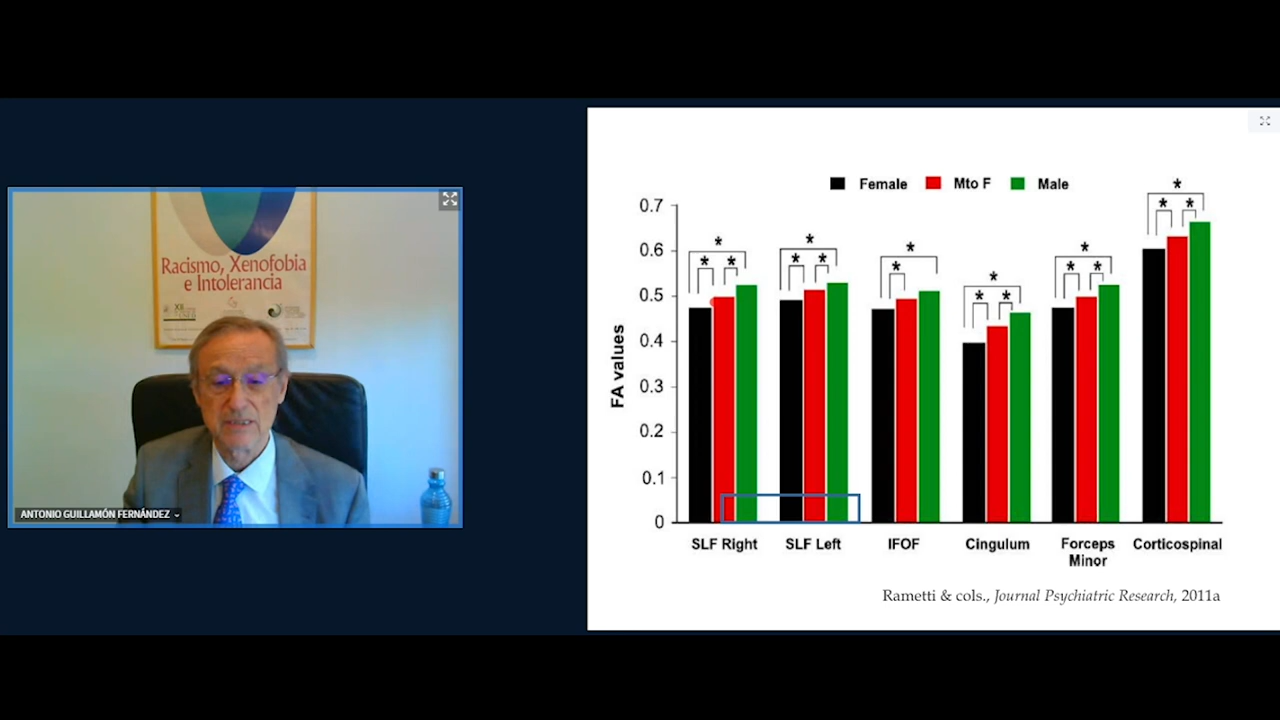 Racismo, Xenofobia
e Intolerancia
XII
ANTONIO GUILLAMÓN FERNÁNDEZ
Female
Mto F
Male
FA values
0.7
0.6
0.5
0.4
0.3
0.2
0.1
0
* * *
* * *
* *
* * *
* * *
* * *
SLF Right
SLF Left
IFOF
Cingulum
Forceps
Minor
Corticospinal
Rametti & cols., Journal Psychiatric Research, 2011a